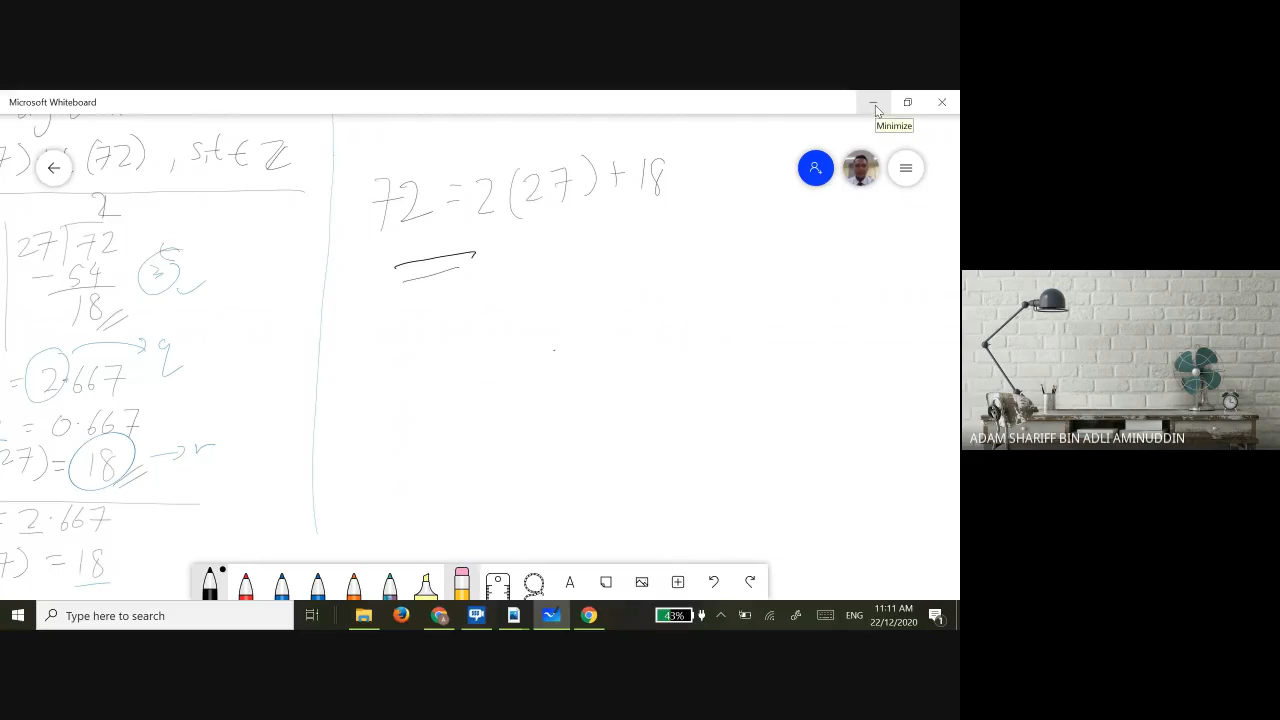 Microsoft Whiteboard
Minimize
7) (72) , s,t ∈ Z
2
27 72
- 54
18
= 2.667 → q
= 0.667
27) = 18 → r
= 2.667
7) = 18
72 = 2 (27) + 18
ADAM SHARIFF BIN ADLI AMINUDDIN
A
Type here to search
43%
ENG
11:11 AM
22/12/2020
1